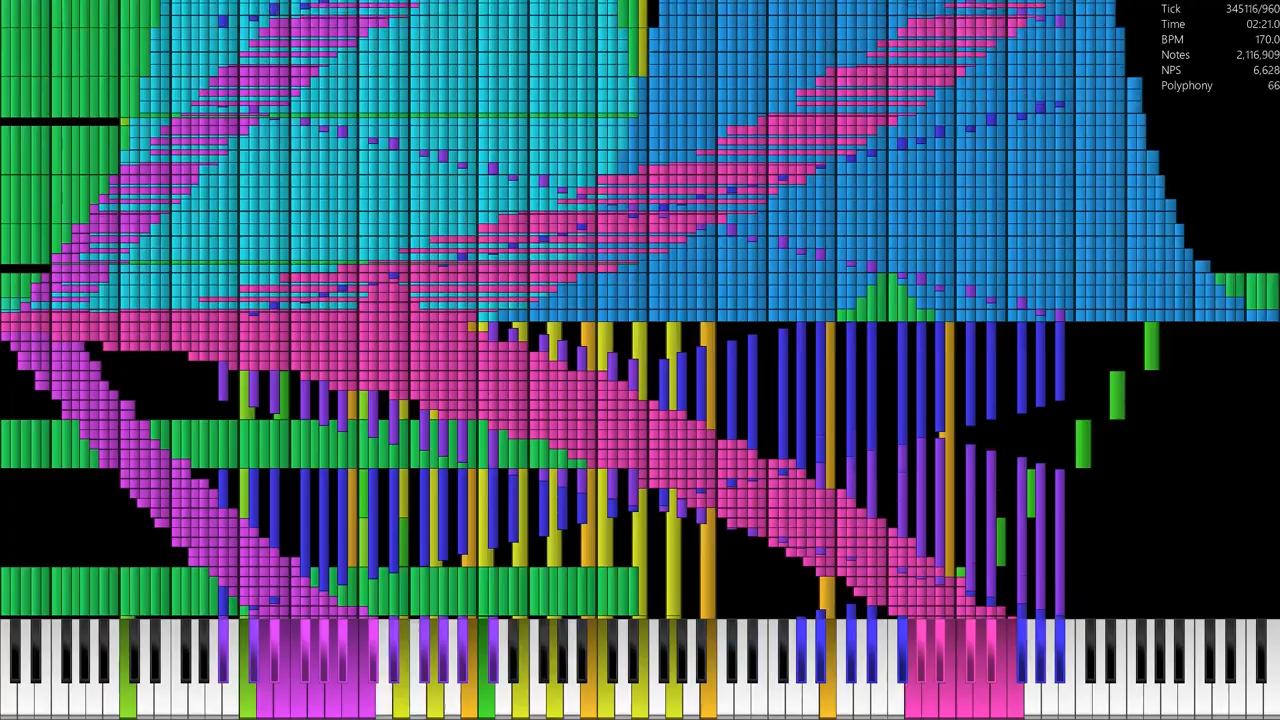 Tick 345116/960
Time 02:21.0
BPM 170.0
Notes 2,116,909
NPS 6,628
Polyphony 66